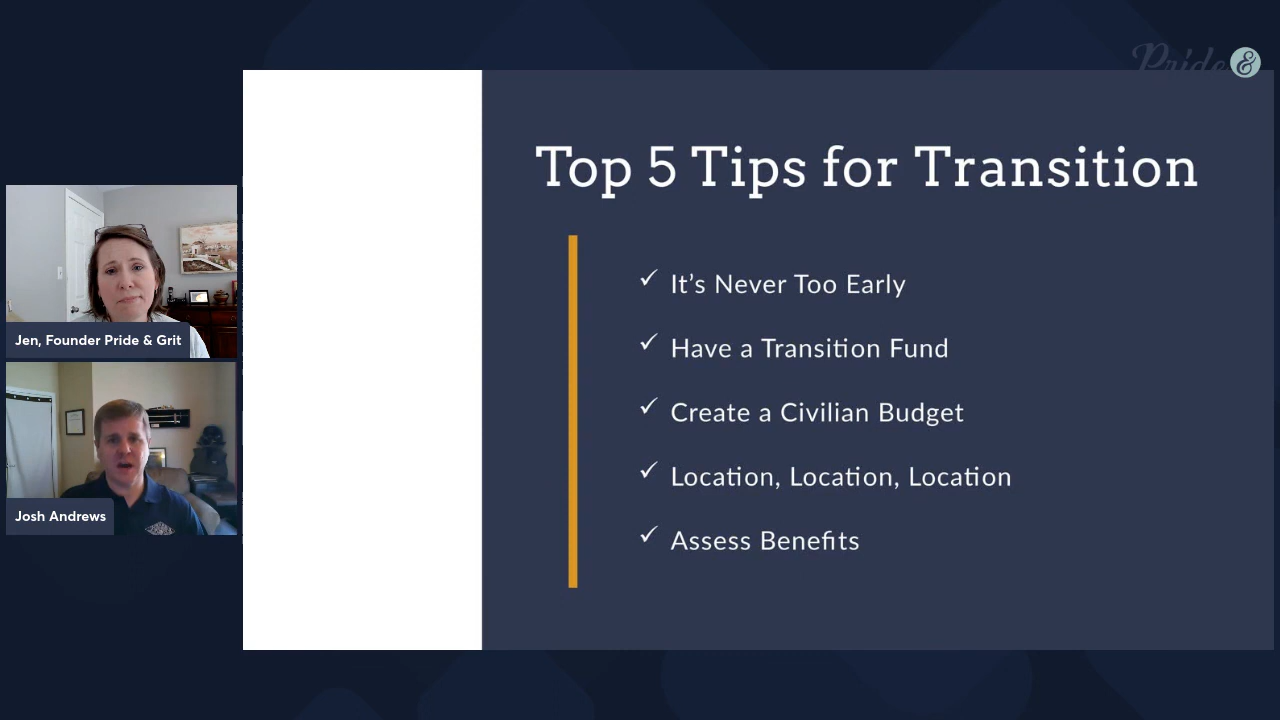 Pride &
Top 5 Tips for Transition
It's Never Too Early
Have a Transition Fund
Create a Civilian Budget
Location, Location, Location
Assess Benefits
Jen, Founder Pride & Grit
Josh Andrews